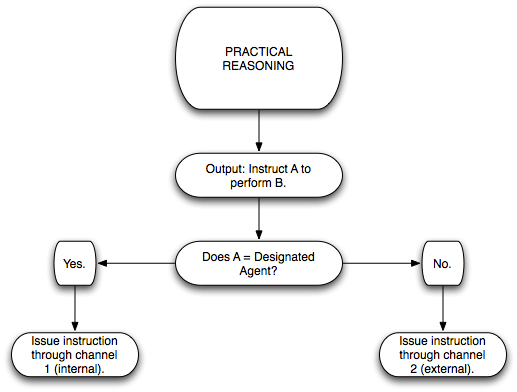 PRACTICAL
REASONING
Output: Instruct A to
perform B.
Does A = Designated
Agent?
Yes.
No.
Issue instruction
through channel
1 (internal).
Issue instruction
through channel
2 (external).